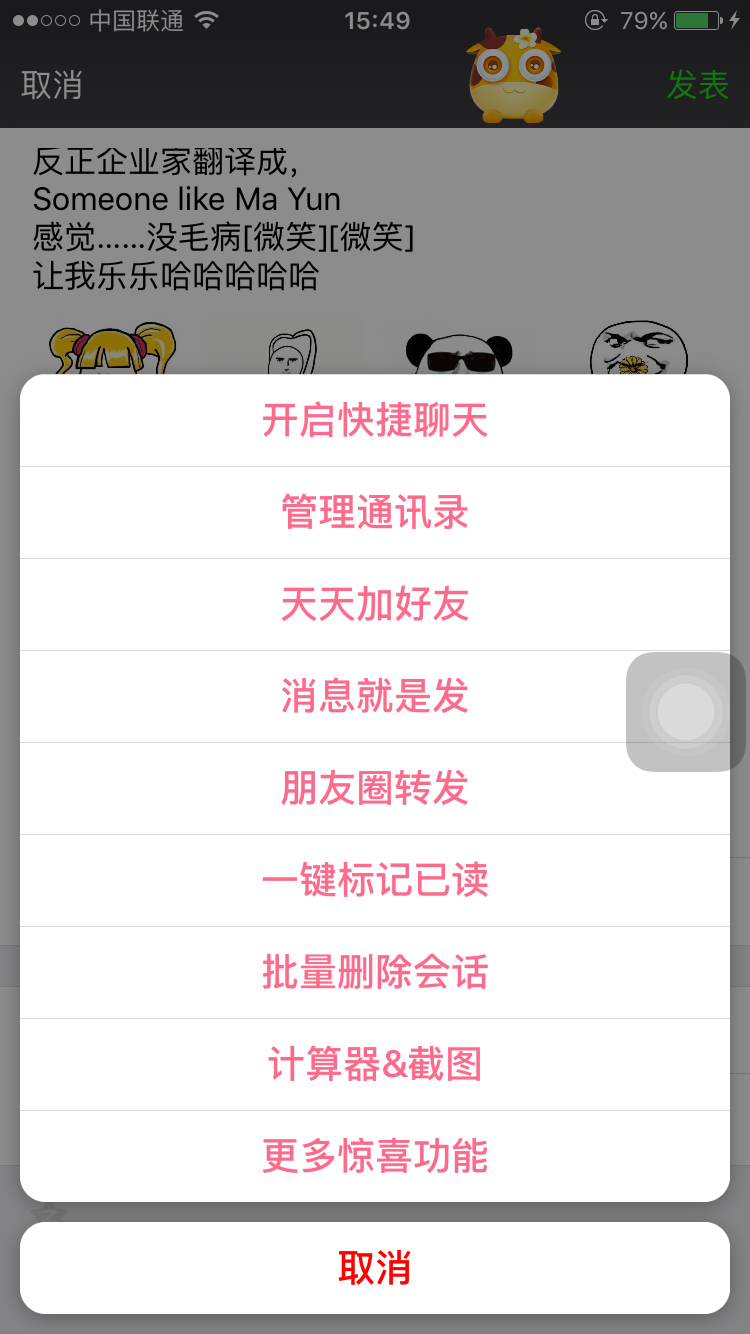 中国联通
15:49
79%
取消
发表
反正企业家翻译成，
Someone like Ma Yun
感觉……没毛病[微笑][微笑]
让我乐乐哈哈哈哈哈
开启快捷聊天
管理通讯录
天天加好友
消息就是发
朋友圈转发
一键标记已读
批量删除会话
计算器&截图
更多惊喜功能
取消